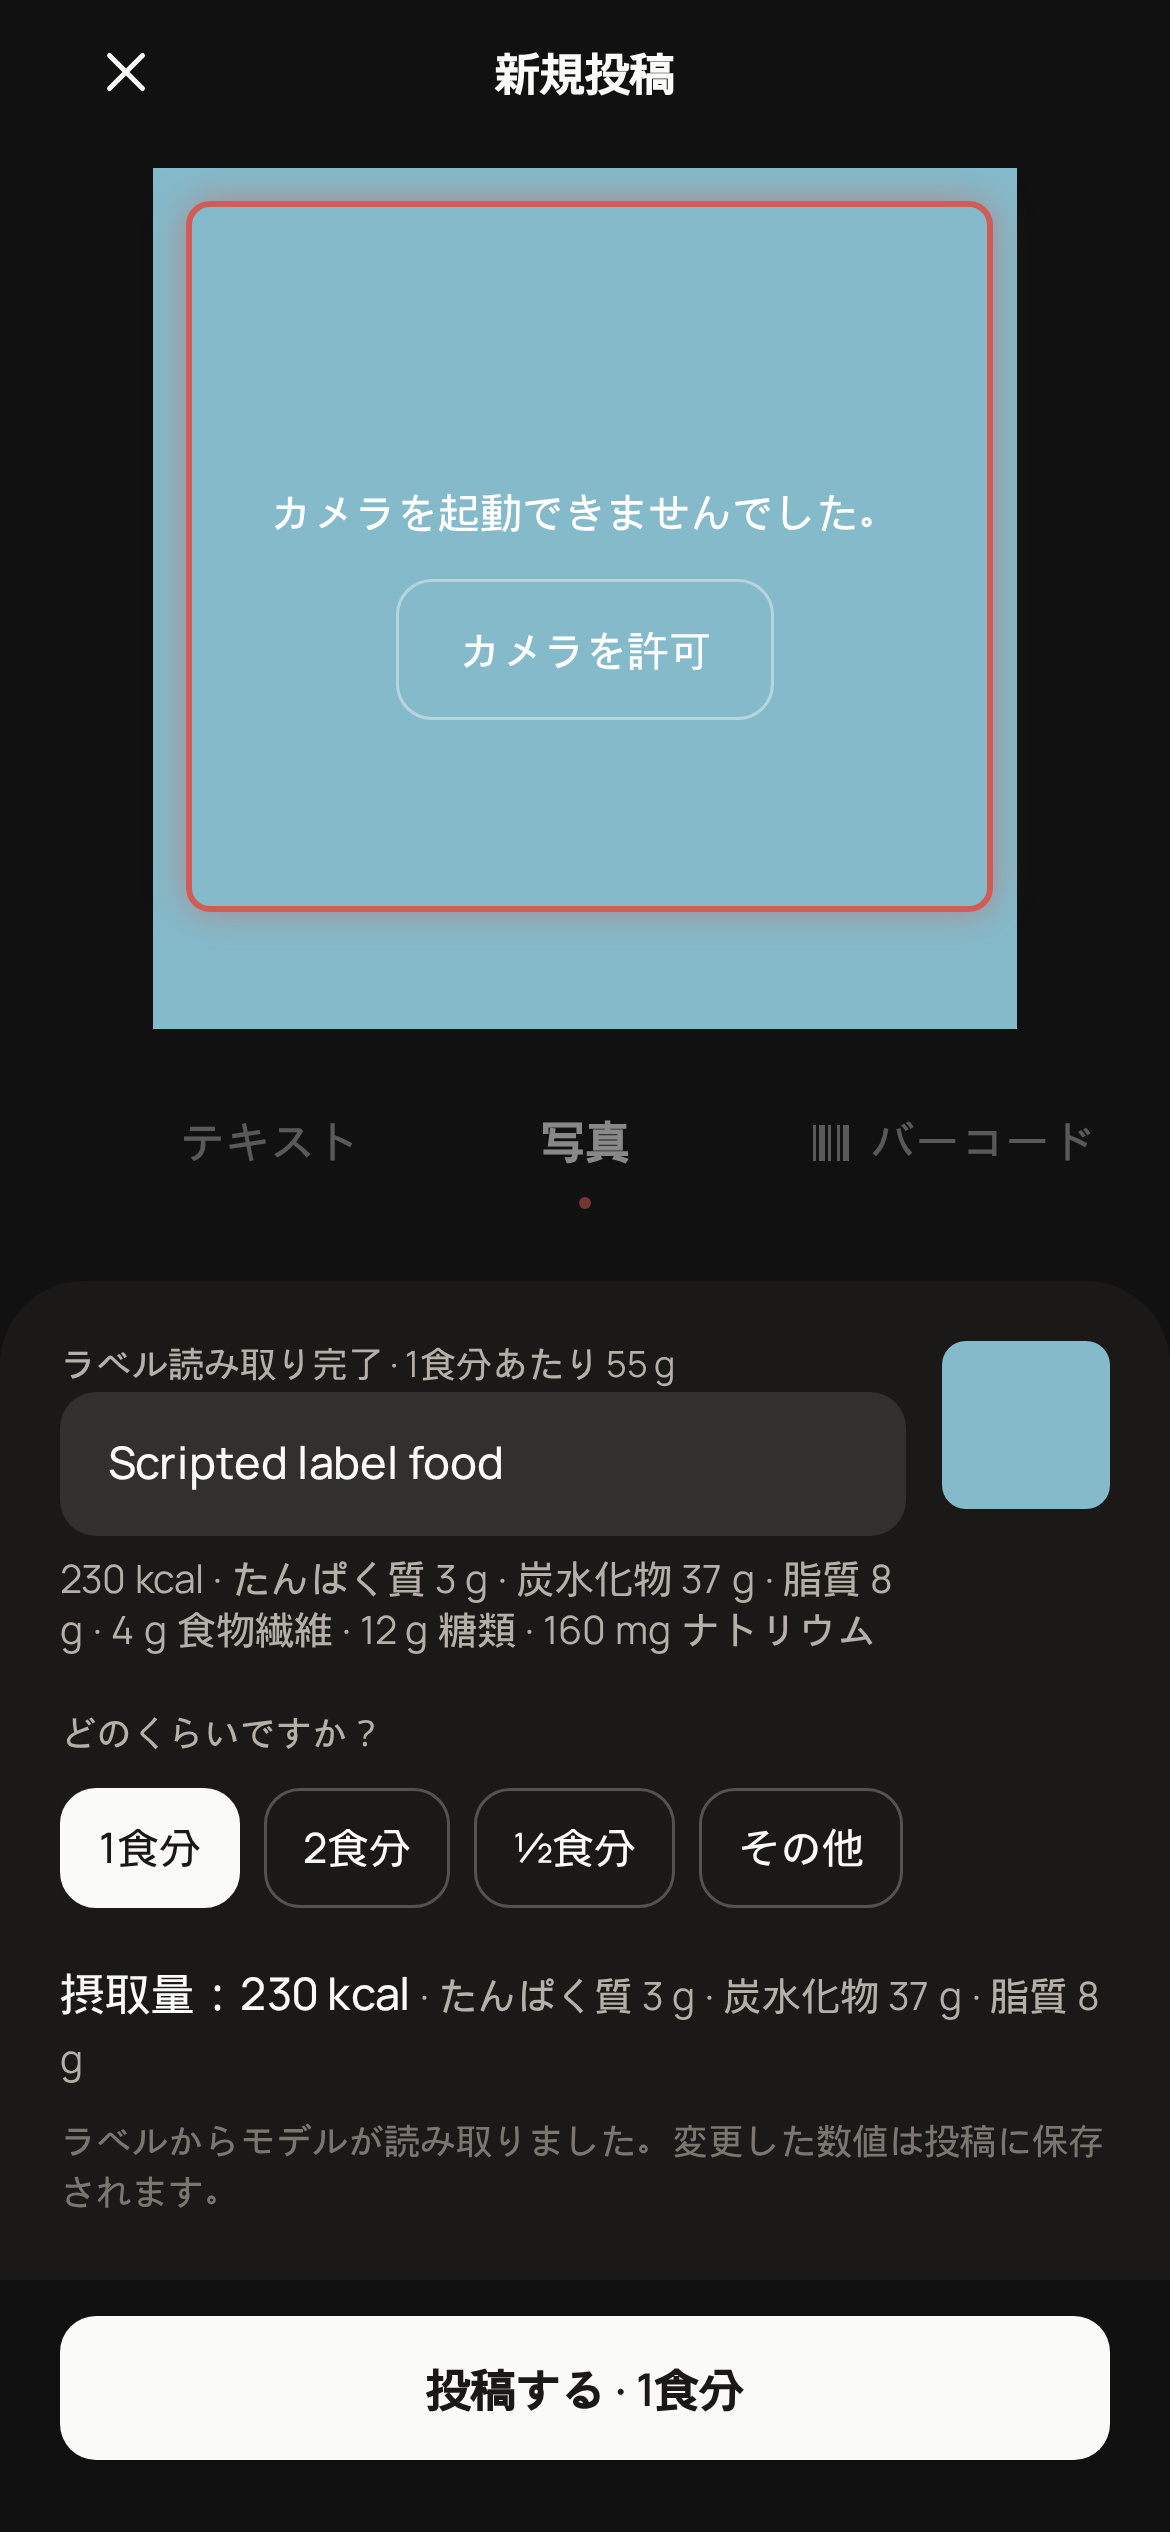 新規投稿
カメラを起動できませんでした。
カメラを許可
テキスト
写真
バーコード
ラベル読み取り完了 · 1食分あたり 55 g
Scripted label food
230 kcal · たんぱく質 3 g · 炭水化物 37 g · 脂質 8
g · 4 g 食物繊維 · 12 g 糖類 · 160 mg ナトリウム
どのくらいですか？
1食分
2食分
½食分
その他
摂取量：230 kcal · たんぱく質 3 g · 炭水化物 37 g · 脂質 8
g
ラベルからモデルが読み取りました。変更した数値は投稿に保存
されます。
投稿する · 1食分